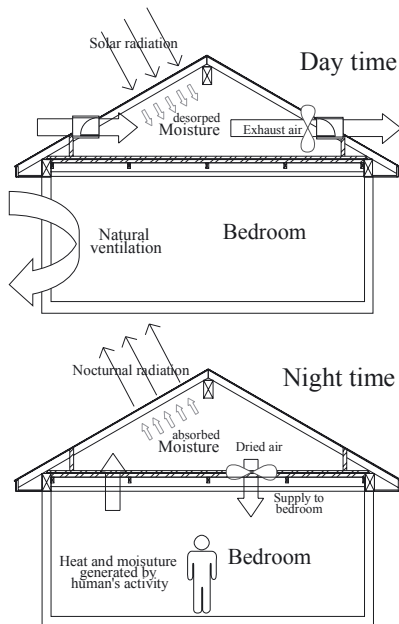 Solar radiation
Day time
desorped
Moisture
Exhaust air
Natural
ventilation
Bedroom
Nocturnal radiation
Night time
absorbed
Moisture
Dried air
Supply to
bedroom
Heat and moisuture
generated by
human's activity
Bedroom